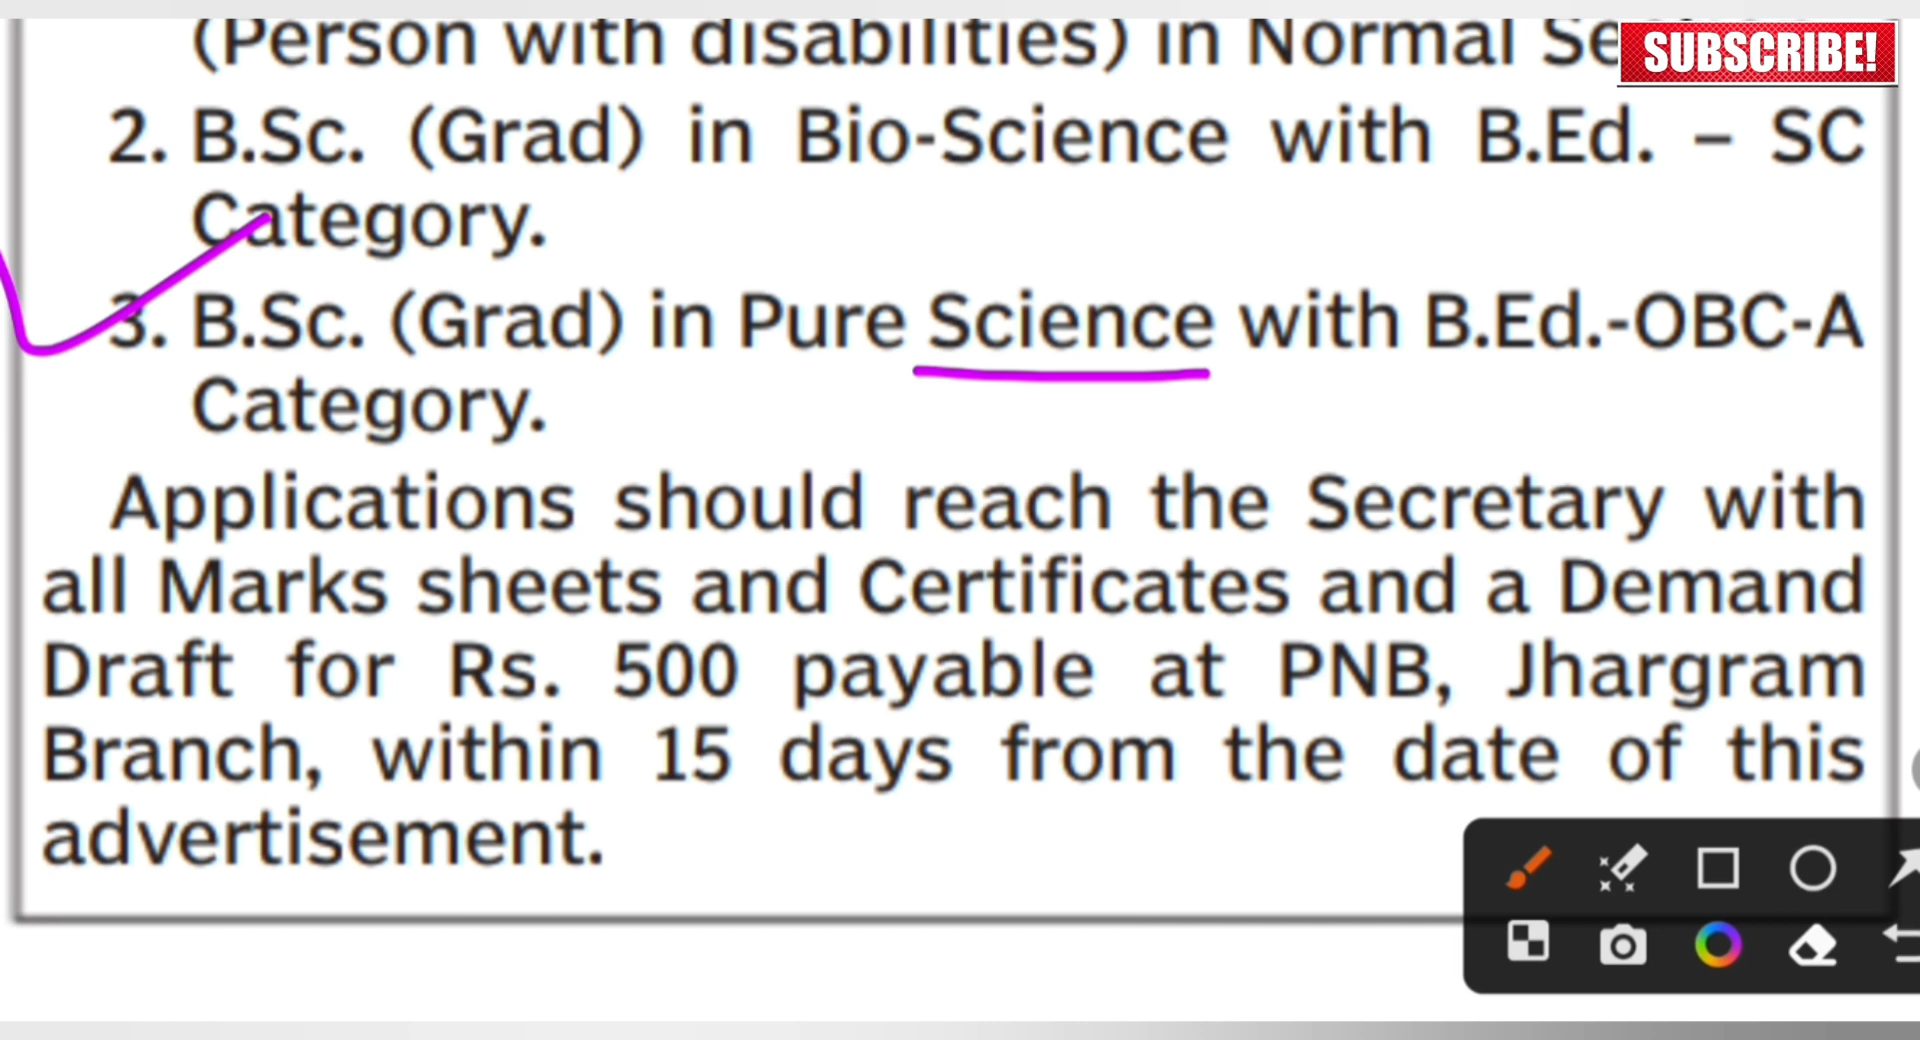 (Person with disabilities) in Normal Se
SUBSCRIBE!
2. B.Sc. (Grad) in Bio-Science with B.Ed. – SC
Category.
3. B.Sc. (Grad) in Pure Science with B.Ed.-OBC-A
Category.
Applications should reach the Secretary with
all Marks sheets and Certificates and a Demand
Draft for Rs. 500 payable at PNB, Jhargram
Branch, within 15 days from the date of this
advertisement.